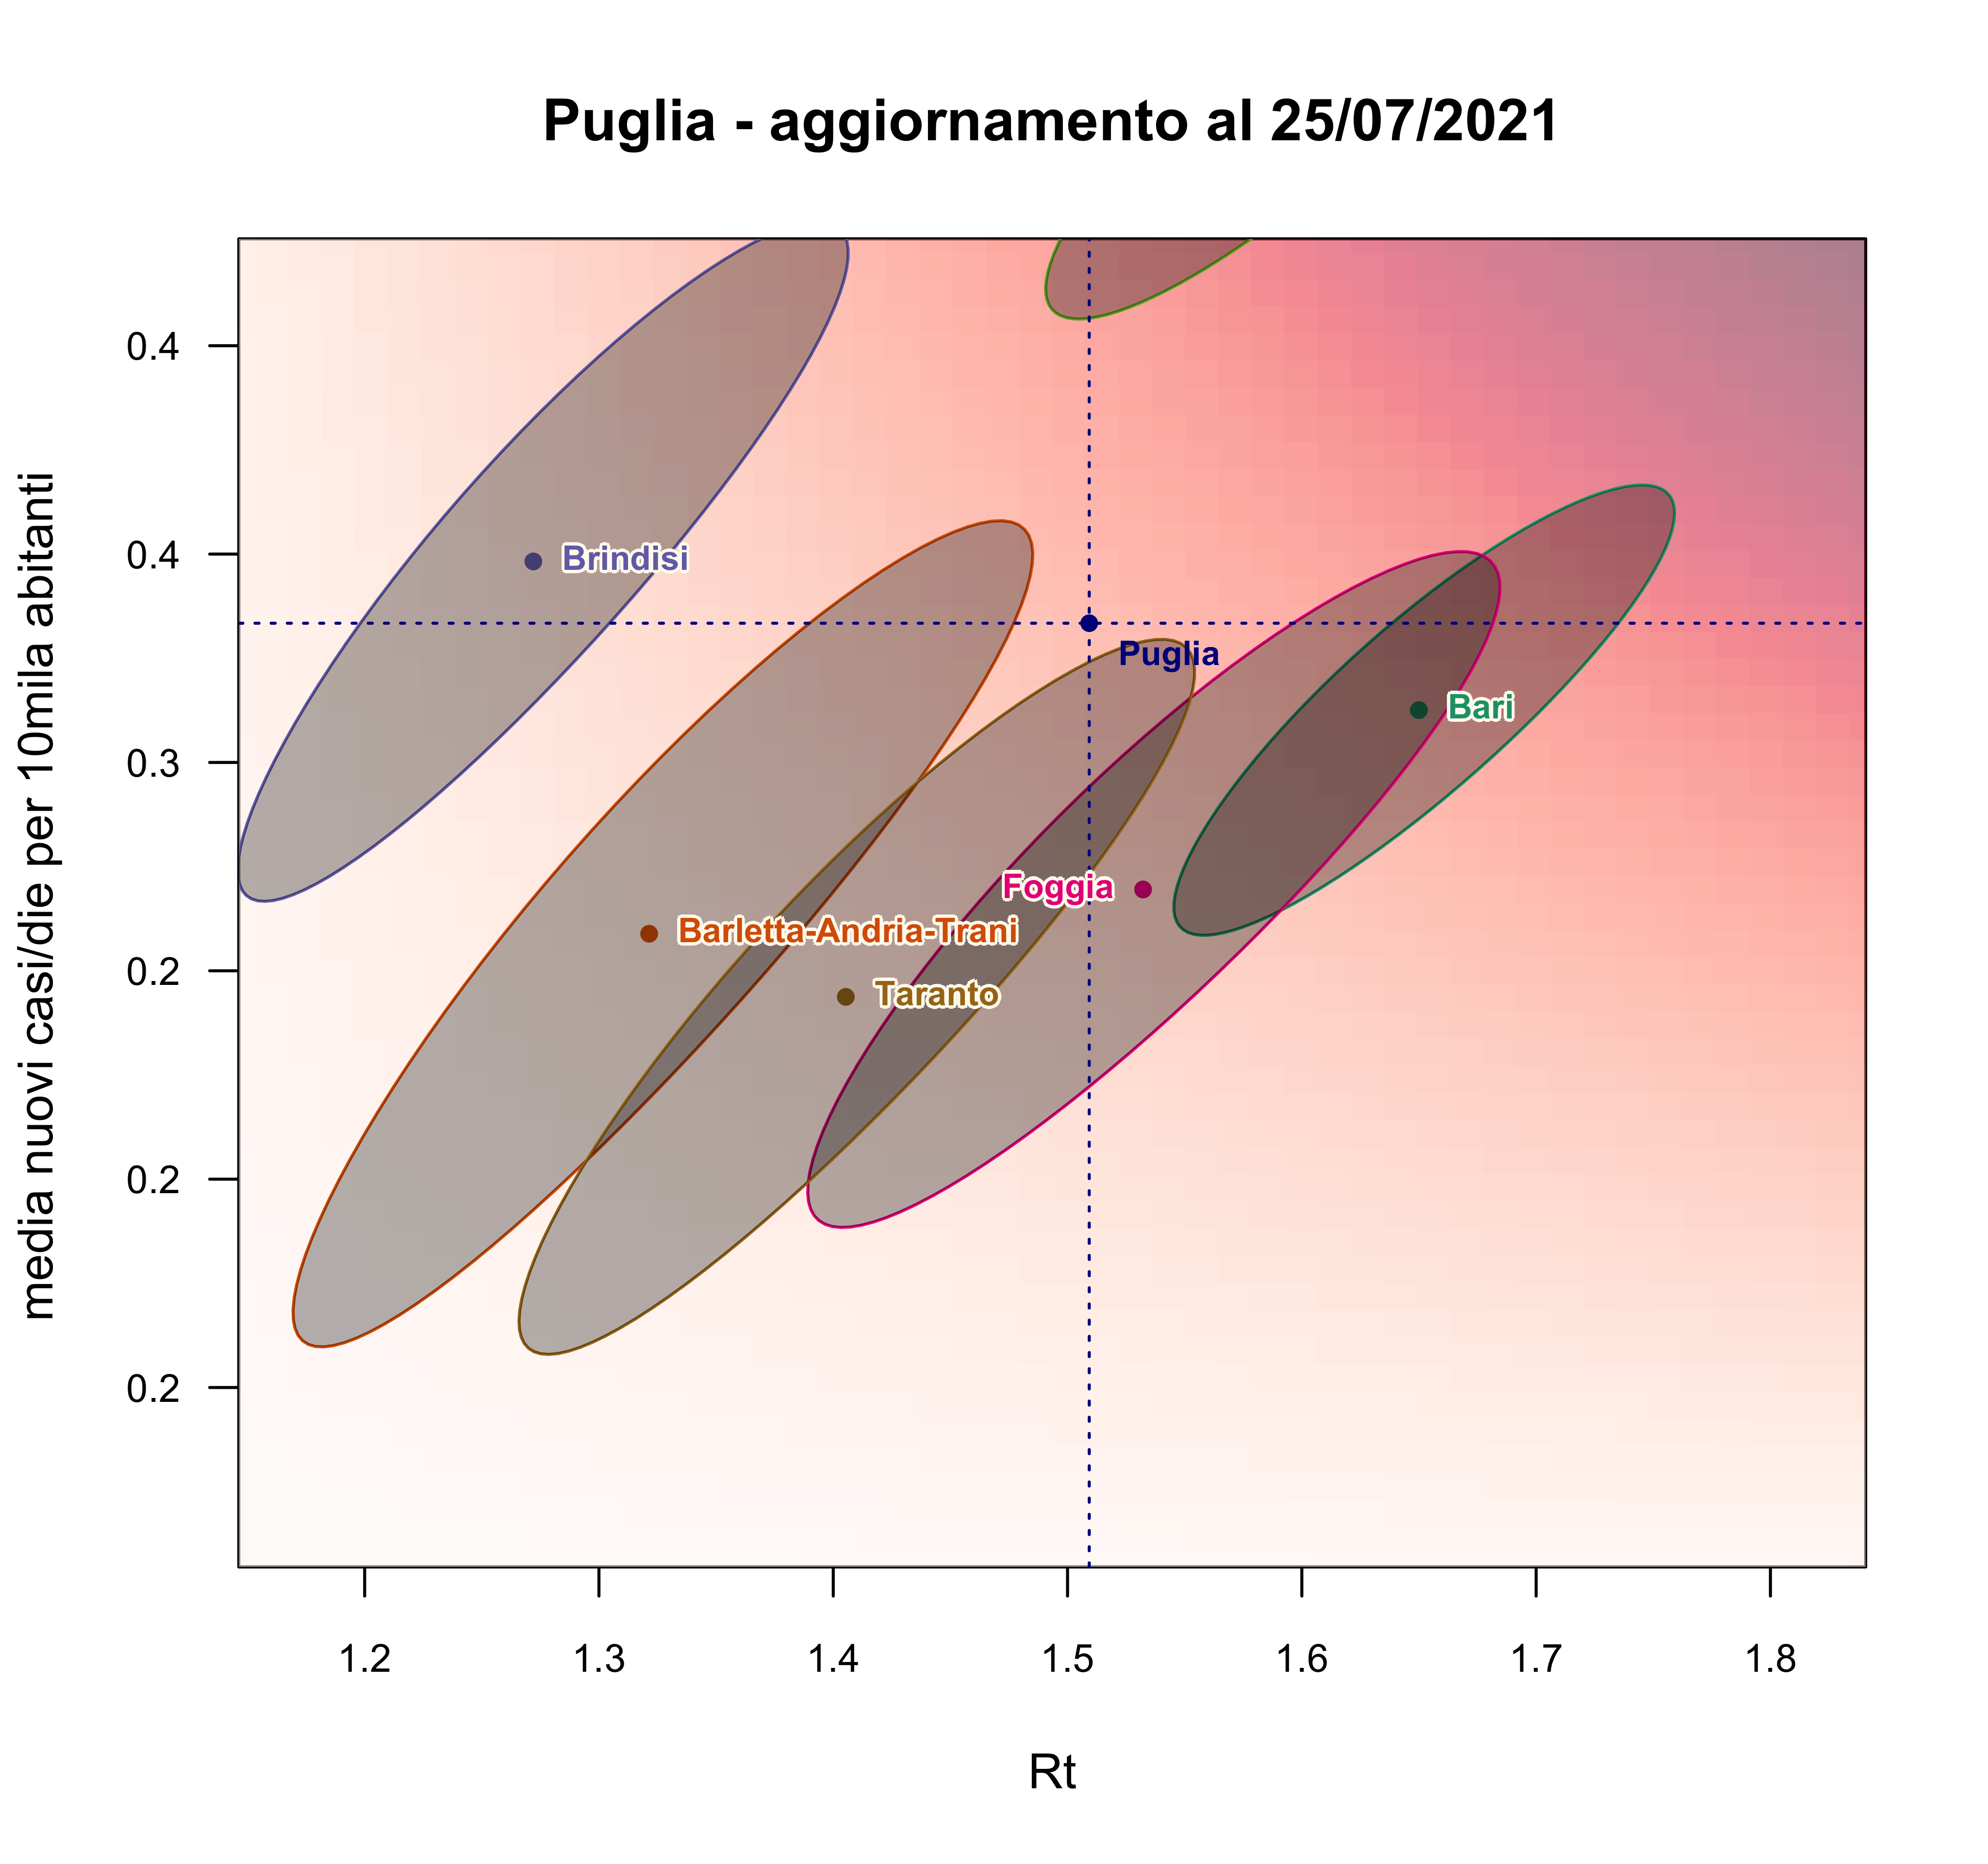 Puglia - aggiornamento al 25/07/2021
media nuovi casi/die per 10mila abitanti
0.4
0.4
0.3
0.2
0.2
0.2
Brindisi
Puglia
Bari
Foggia
Barletta-Andria-Trani
Taranto
1.2 1.3 1.4 1.5 1.6 1.7 1.8
Rt